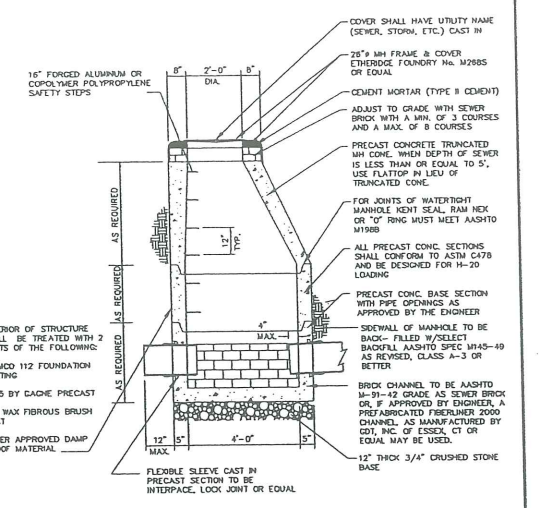 COVER SHALL HAVE UTILITY NAME
(SEWER, STORM, ETC.) CAST IN
28"ø MH FRAME & COVER
ETHERIDGE FOUNDRY No. M268S
OR EQUAL
CEMENT MORTAR (TYPE II CEMENT)
ADJUST TO GRADE WITH SEWER
BRICK WITH A MIN. OF 3 COURSES
AND A MAX. OF 8 COURSES
PRECAST CONCRETE TRUNCATED
MH CONE. WHEN DEPTH OF SEWER
IS LESS THAN OR EQUAL TO 5',
USE FLATTOP IN LIEU OF
TRUNCATED CONE.
FOR JOINTS OF WATERTIGHT
MANHOLE KENT SEAL, RAM NEK
OR "O" RING MUST MEET AASHTO
M198B
ALL PRECAST CONC. SECTIONS
SHALL CONFORM TO ASTM C478
AND BE DESIGNED FOR H-20
LOADING
PRECAST CONC. BASE SECTION
WITH PIPE OPENINGS AS
APPROVED BY THE ENGINEER
SIDEWALL OF MANHOLE TO BE
BACK- FILLED W/SELECT
BACKFILL AASHTO SPEC M145-49
AS REVISED, CLASS A-3 OR
BETTER
BRICK CHANNEL TO BE AASHTO
M-91-42 GRADE AS SEWER BRICK
OR, IF APPROVED BY ENGINEER, A
PREFABRICATED FIBERLINER 2000
CHANNEL, AS MANUFACTURED BY
GDT, INC. OF ESSEX, CT OR
EQUAL MAY BE USED.
12" THICK 3/4" CRUSHED STONE
BASE
16" FORGED ALUMINUM OR
COPOLYMER POLYPROPYLENE
SAFETY STEPS
8"
2'-0"
8"
DIA.
AS REQUIRED
AS REQUIRED
AS REQUIRED
12"
TYP.
4"
MAX.
ERIOR OF STRUCTURE
LL BE TREATED WITH 2
TS OF THE FOLLOWING:
MCO 112 FOUNDATION
TING
5 BY CACHE PRECAST
WAX FIBROUS BRUSH
T
ER APPROVED DAMP
OF MATERIAL
12"
MAX.
5"
4'-0"
5"
FLEXIBLE SLEEVE CAST IN
PRECAST SECTION TO BE
INTERPACE, LOCK JOINT OR EQUAL